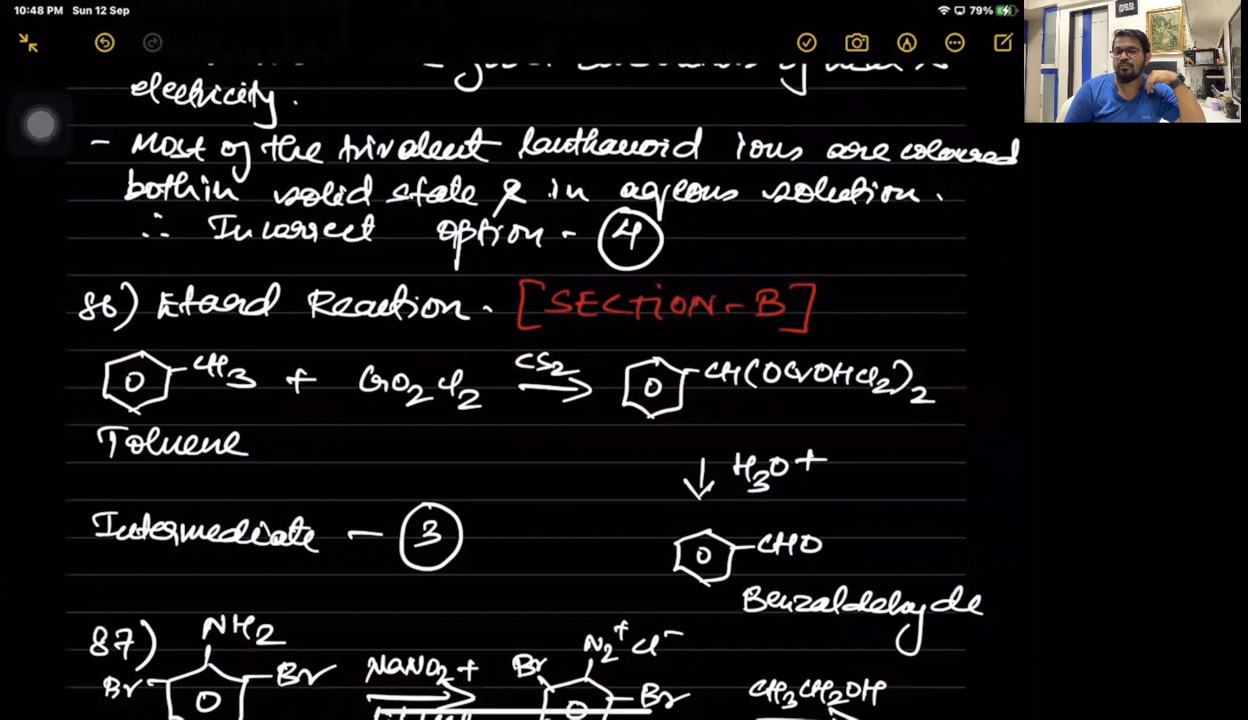 10:48 PM Sun 12 Sep 79%
electricity.
- Most of the trivalent lanthanoid ions are coloured
both in solid state & in aqeous solution.
∴ Incorrect option - 4
86) Etard Reaction. [SECTION-B]
CH3 + CrO2Cl2 CS2 → CH(OCrOHCl2)2
Toluene
↓ H3O+
Intermediate - 3
CHO
Benzaldehyde
87) NH2 Br Br NaNO2 + → N2+Cl- Br Br CH3CH2OH